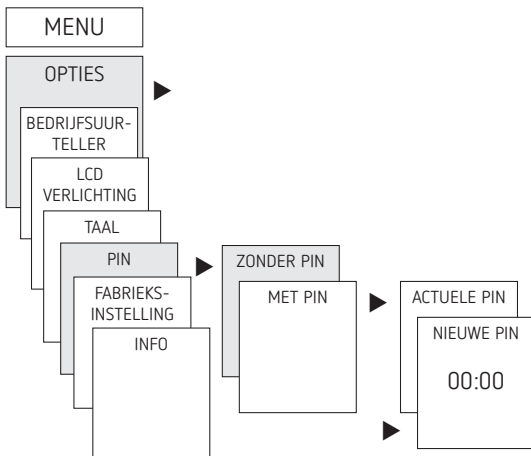 MENU
OPTIES
BEDRIJFSUUR-
TELLER
LCD
VERLICHTING
TAAL
PIN
FABRIEKS-
INSTELLING
INFO
ZONDER PIN
MET PIN
ACTUELE PIN
NIEUWE PIN
00:00